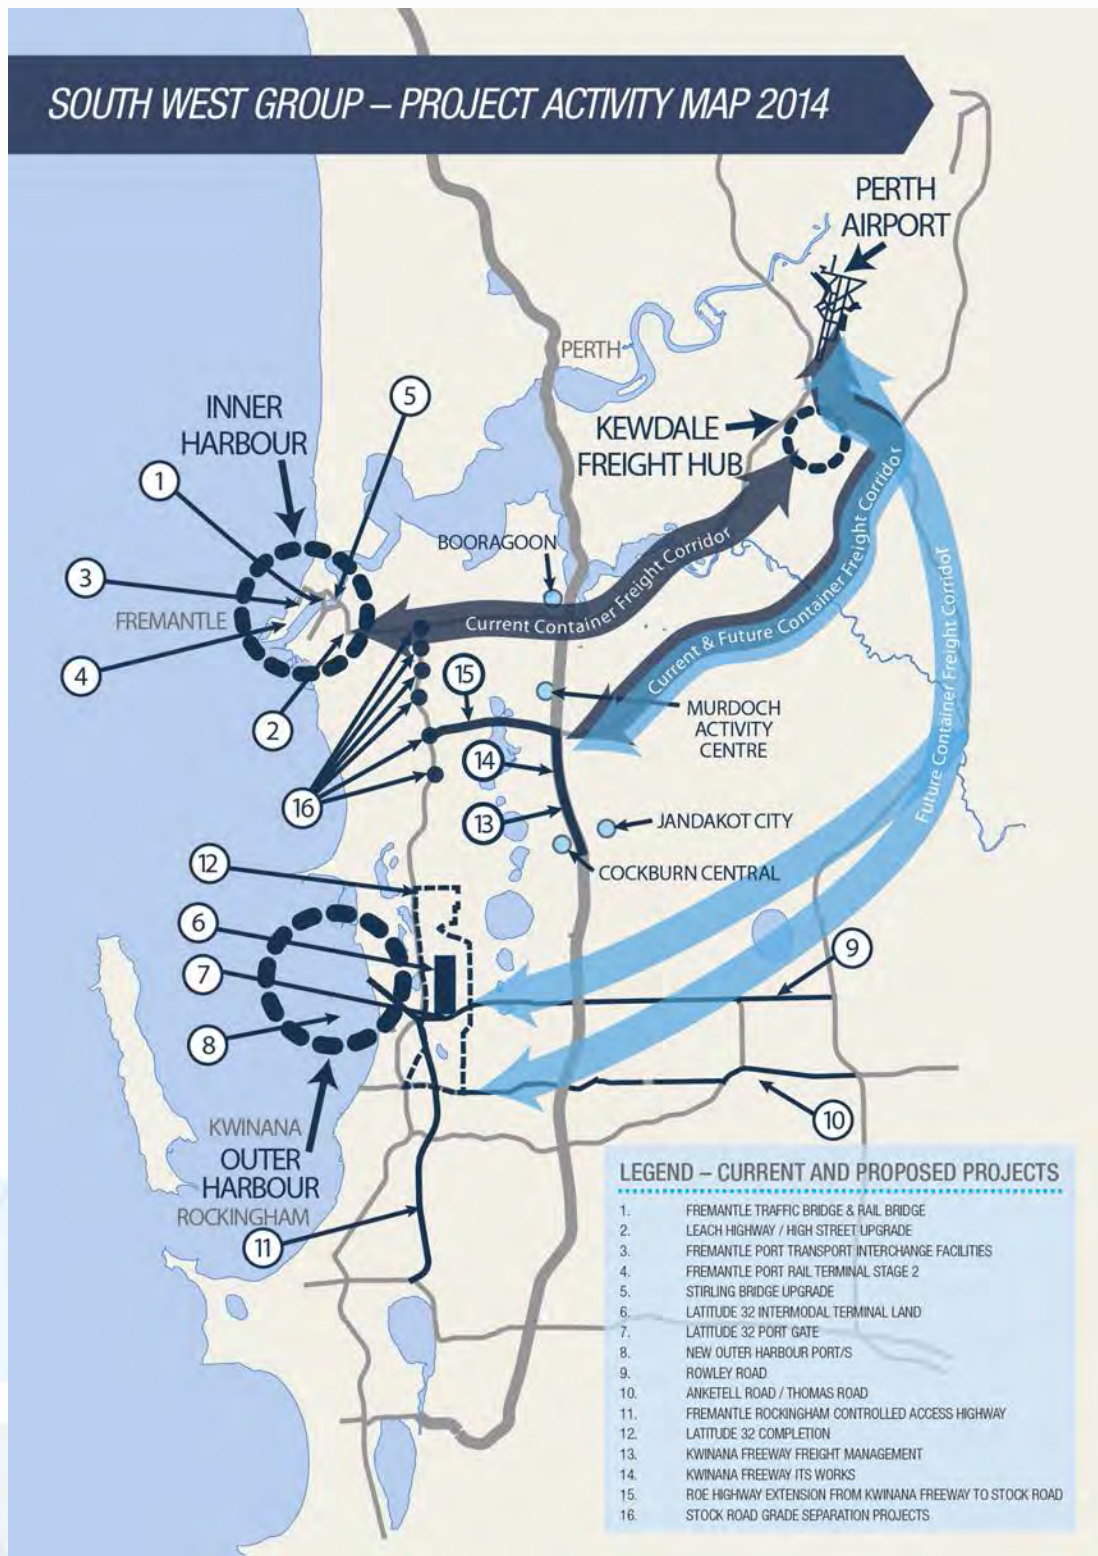 SOUTH WEST GROUP – PROJECT ACTIVITY MAP 2014
PERTH
AIRPORT
PERTH
5
INNER
HARBOUR
KEWDALE
FREIGHT HUB
1
BOORAGOON
Current Container Freight Corridor
Current & Future Container Freight Corridor
Future Container Freight Corridor
3
FREMANTLE
4
2
15
MURDOCH
ACTIVITY
CENTRE
14
16
13
JANDAKOT CITY
COCKBURN CENTRAL
12
6
7
8
9
10
KWINANA
OUTER
HARBOUR
ROCKINGHAM
11
LEGEND – CURRENT AND PROPOSED PROJECTS
1. FREMANTLE TRAFFIC BRIDGE & RAIL BRIDGE
2. LEACH HIGHWAY / HIGH STREET UPGRADE
3. FREMANTLE PORT TRANSPORT INTERCHANGE FACILITIES
4. FREMANTLE PORT RAIL TERMINAL STAGE 2
5. STIRLING BRIDGE UPGRADE
6. LATITUDE 32 INTERMODAL TERMINAL LAND
7. LATITUDE 32 PORT GATE
8. NEW OUTER HARBOUR PORT/S
9. ROWLEY ROAD
10. ANKETELL ROAD / THOMAS ROAD
11. FREMANTLE ROCKINGHAM CONTROLLED ACCESS HIGHWAY
12. LATITUDE 32 COMPLETION
13. KWINANA FREEWAY FREIGHT MANAGEMENT
14. KWINANA FREEWAY ITS WORKS
15. ROE HIGHWAY EXTENSION FROM KWINANA FREEWAY TO STOCK ROAD
16. STOCK ROAD GRADE SEPARATION PROJECTS